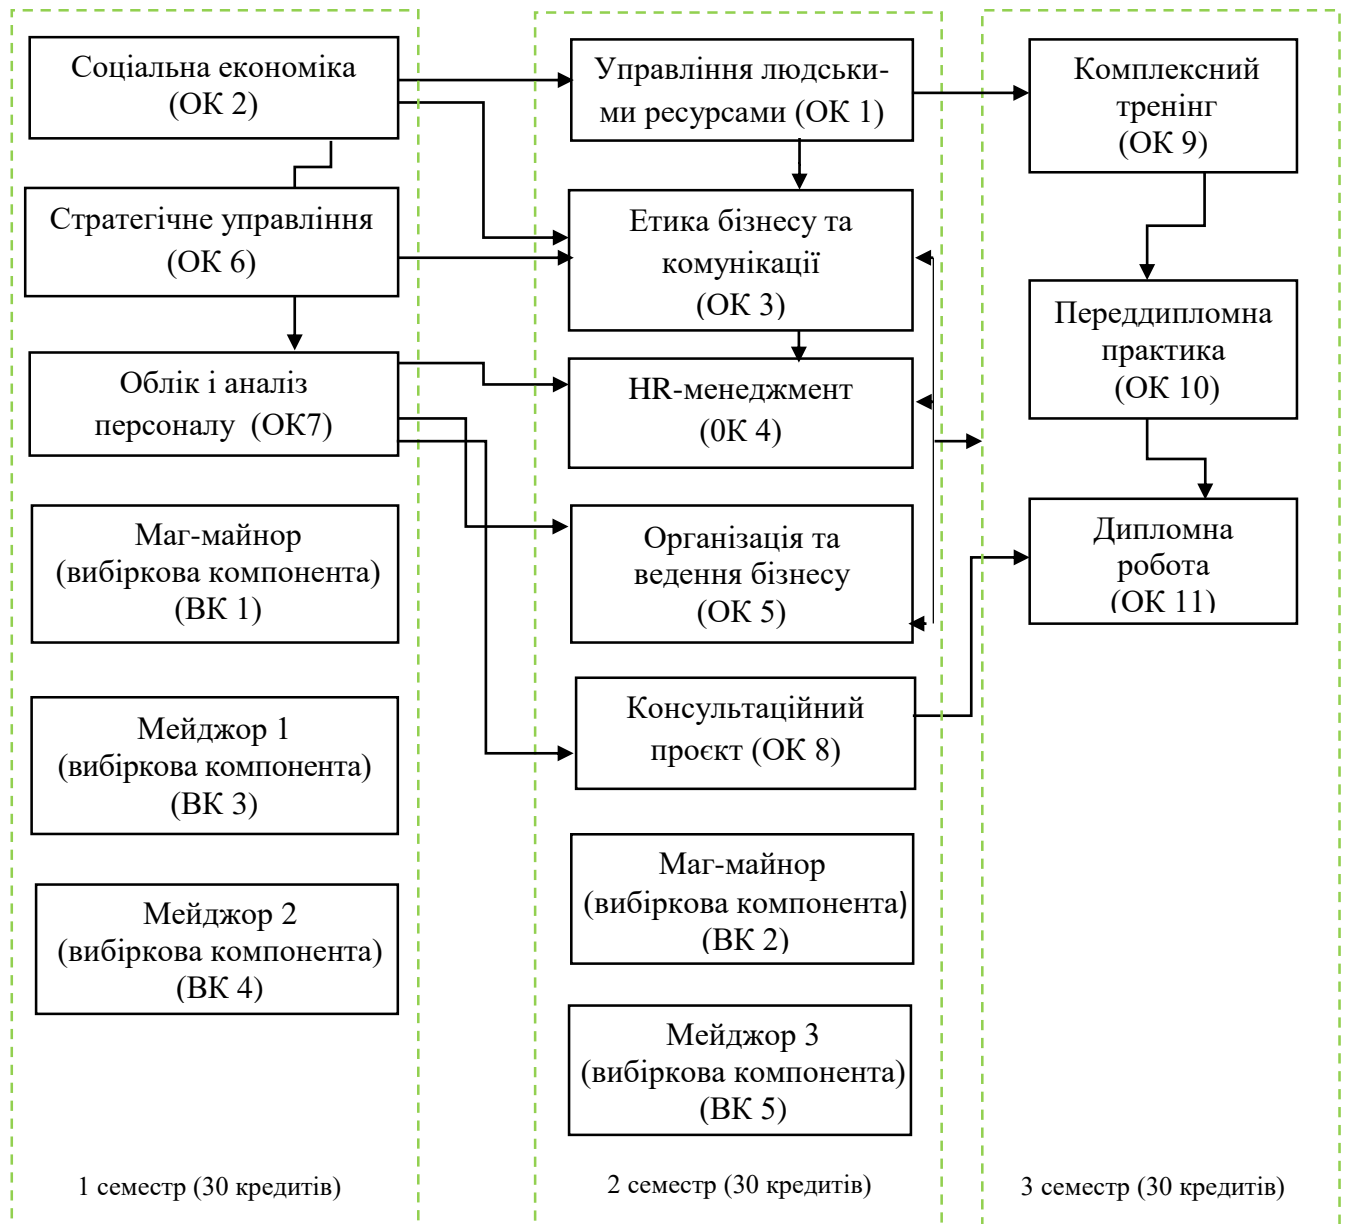 Соціальна економіка
(ОК 2)
Стратегічне управління
(ОК 6)
Облік і аналіз
персоналу (ОК7)
Маг-майнор
(вибіркова компонента)
(ВК 1)
Мейджор 1
(вибіркова компонента)
(ВК 3)
Мейджор 2
(вибіркова компонента)
(ВК 4)
1 семестр (30 кредитів)
Управління людськи-
ми ресурсами (ОК 1)
Етика бізнесу та
комунікації
(ОК 3)
HR-менеджмент
(0К 4)
Організація та
ведення бізнесу
(ОК 5)
Консультаційний
проєкт (ОК 8)
Маг-майнор
(вибіркова компонента)
(ВК 2)
Мейджор 3
(вибіркова компонента)
(ВК 5)
2 семестр (30 кредитів)
Комплексний
тренінг
(ОК 9)
Переддипломна
практика
(ОК 10)
Дипломна
робота
(ОК 11)
3 семестр (30 кредитів)